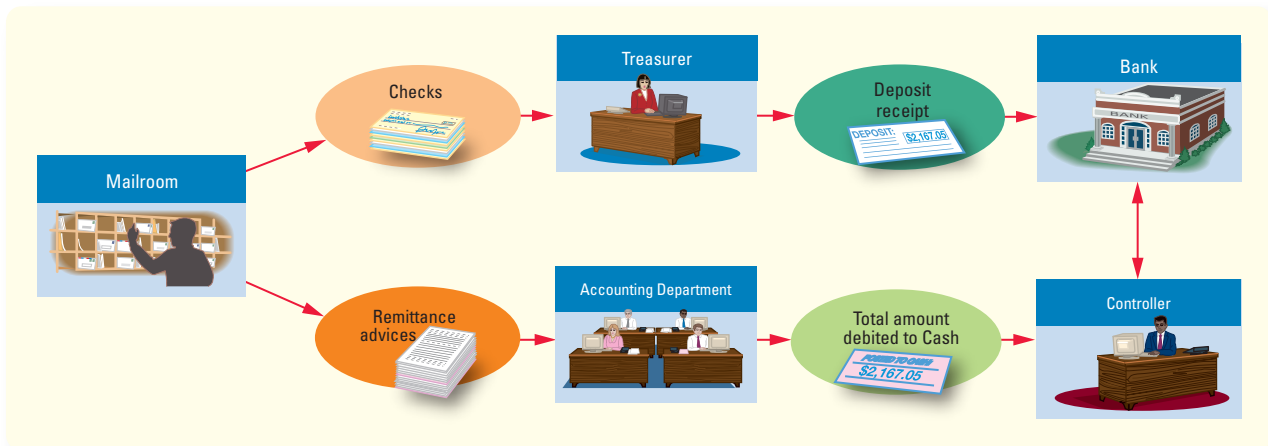 Mailroom
Checks
Treasurer
Deposit
receipt
DEPOSIT:
$2,167.05
Bank
BANK
Remittance
advices
Accounting Department
Total amount
debited to Cash
POSTED TO CASH
$2,167.05
Controller